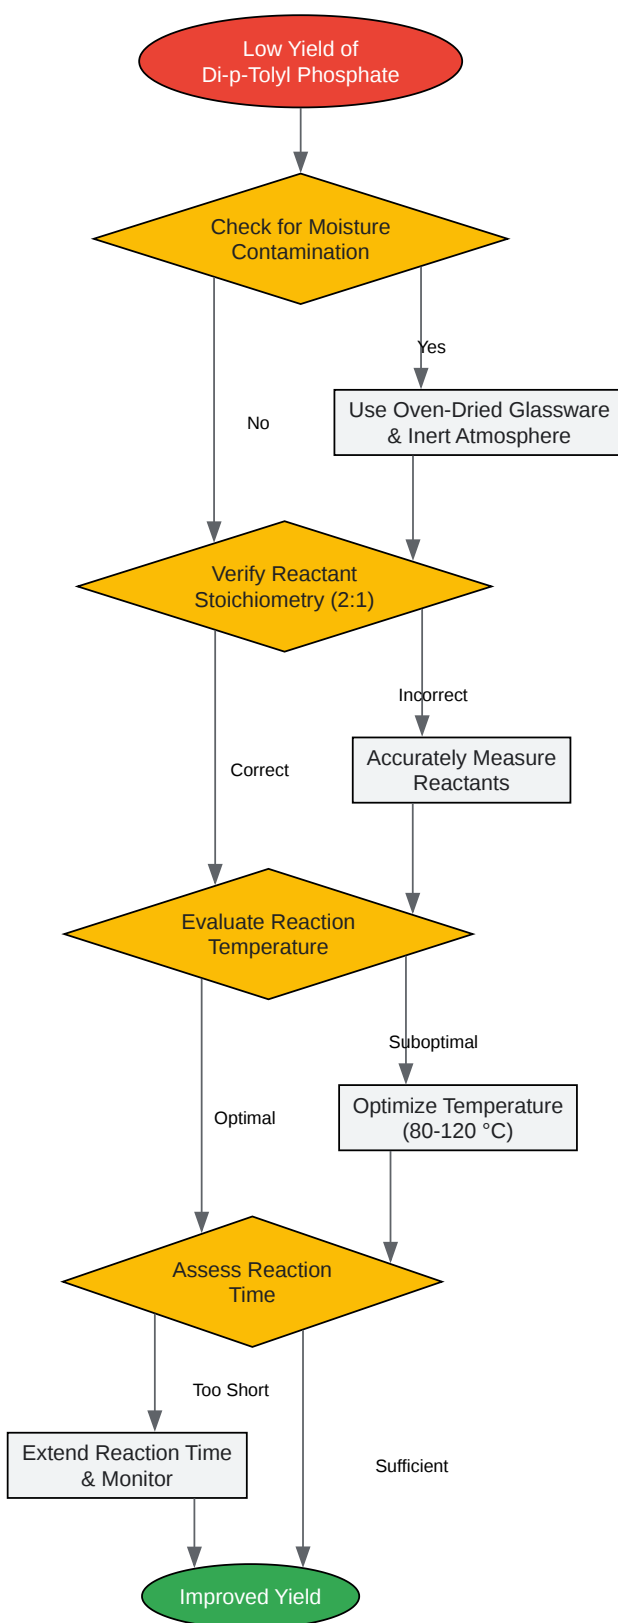 Low Yield of
Di-p-Tolyl Phosphate
Check for Moisture
Contamination
Yes
Use Oven-Dried Glassware
& Inert Atmosphere
No
Verify Reactant
Stoichiometry (2:1)
Incorrect
Accurately Measure
Reactants
Correct
Evaluate Reaction
Temperature
Suboptimal
Optimize Temperature
(80-120 °C)
Optimal
Assess Reaction
Time
Too Short
Extend Reaction Time
& Monitor
Sufficient
Improved Yield